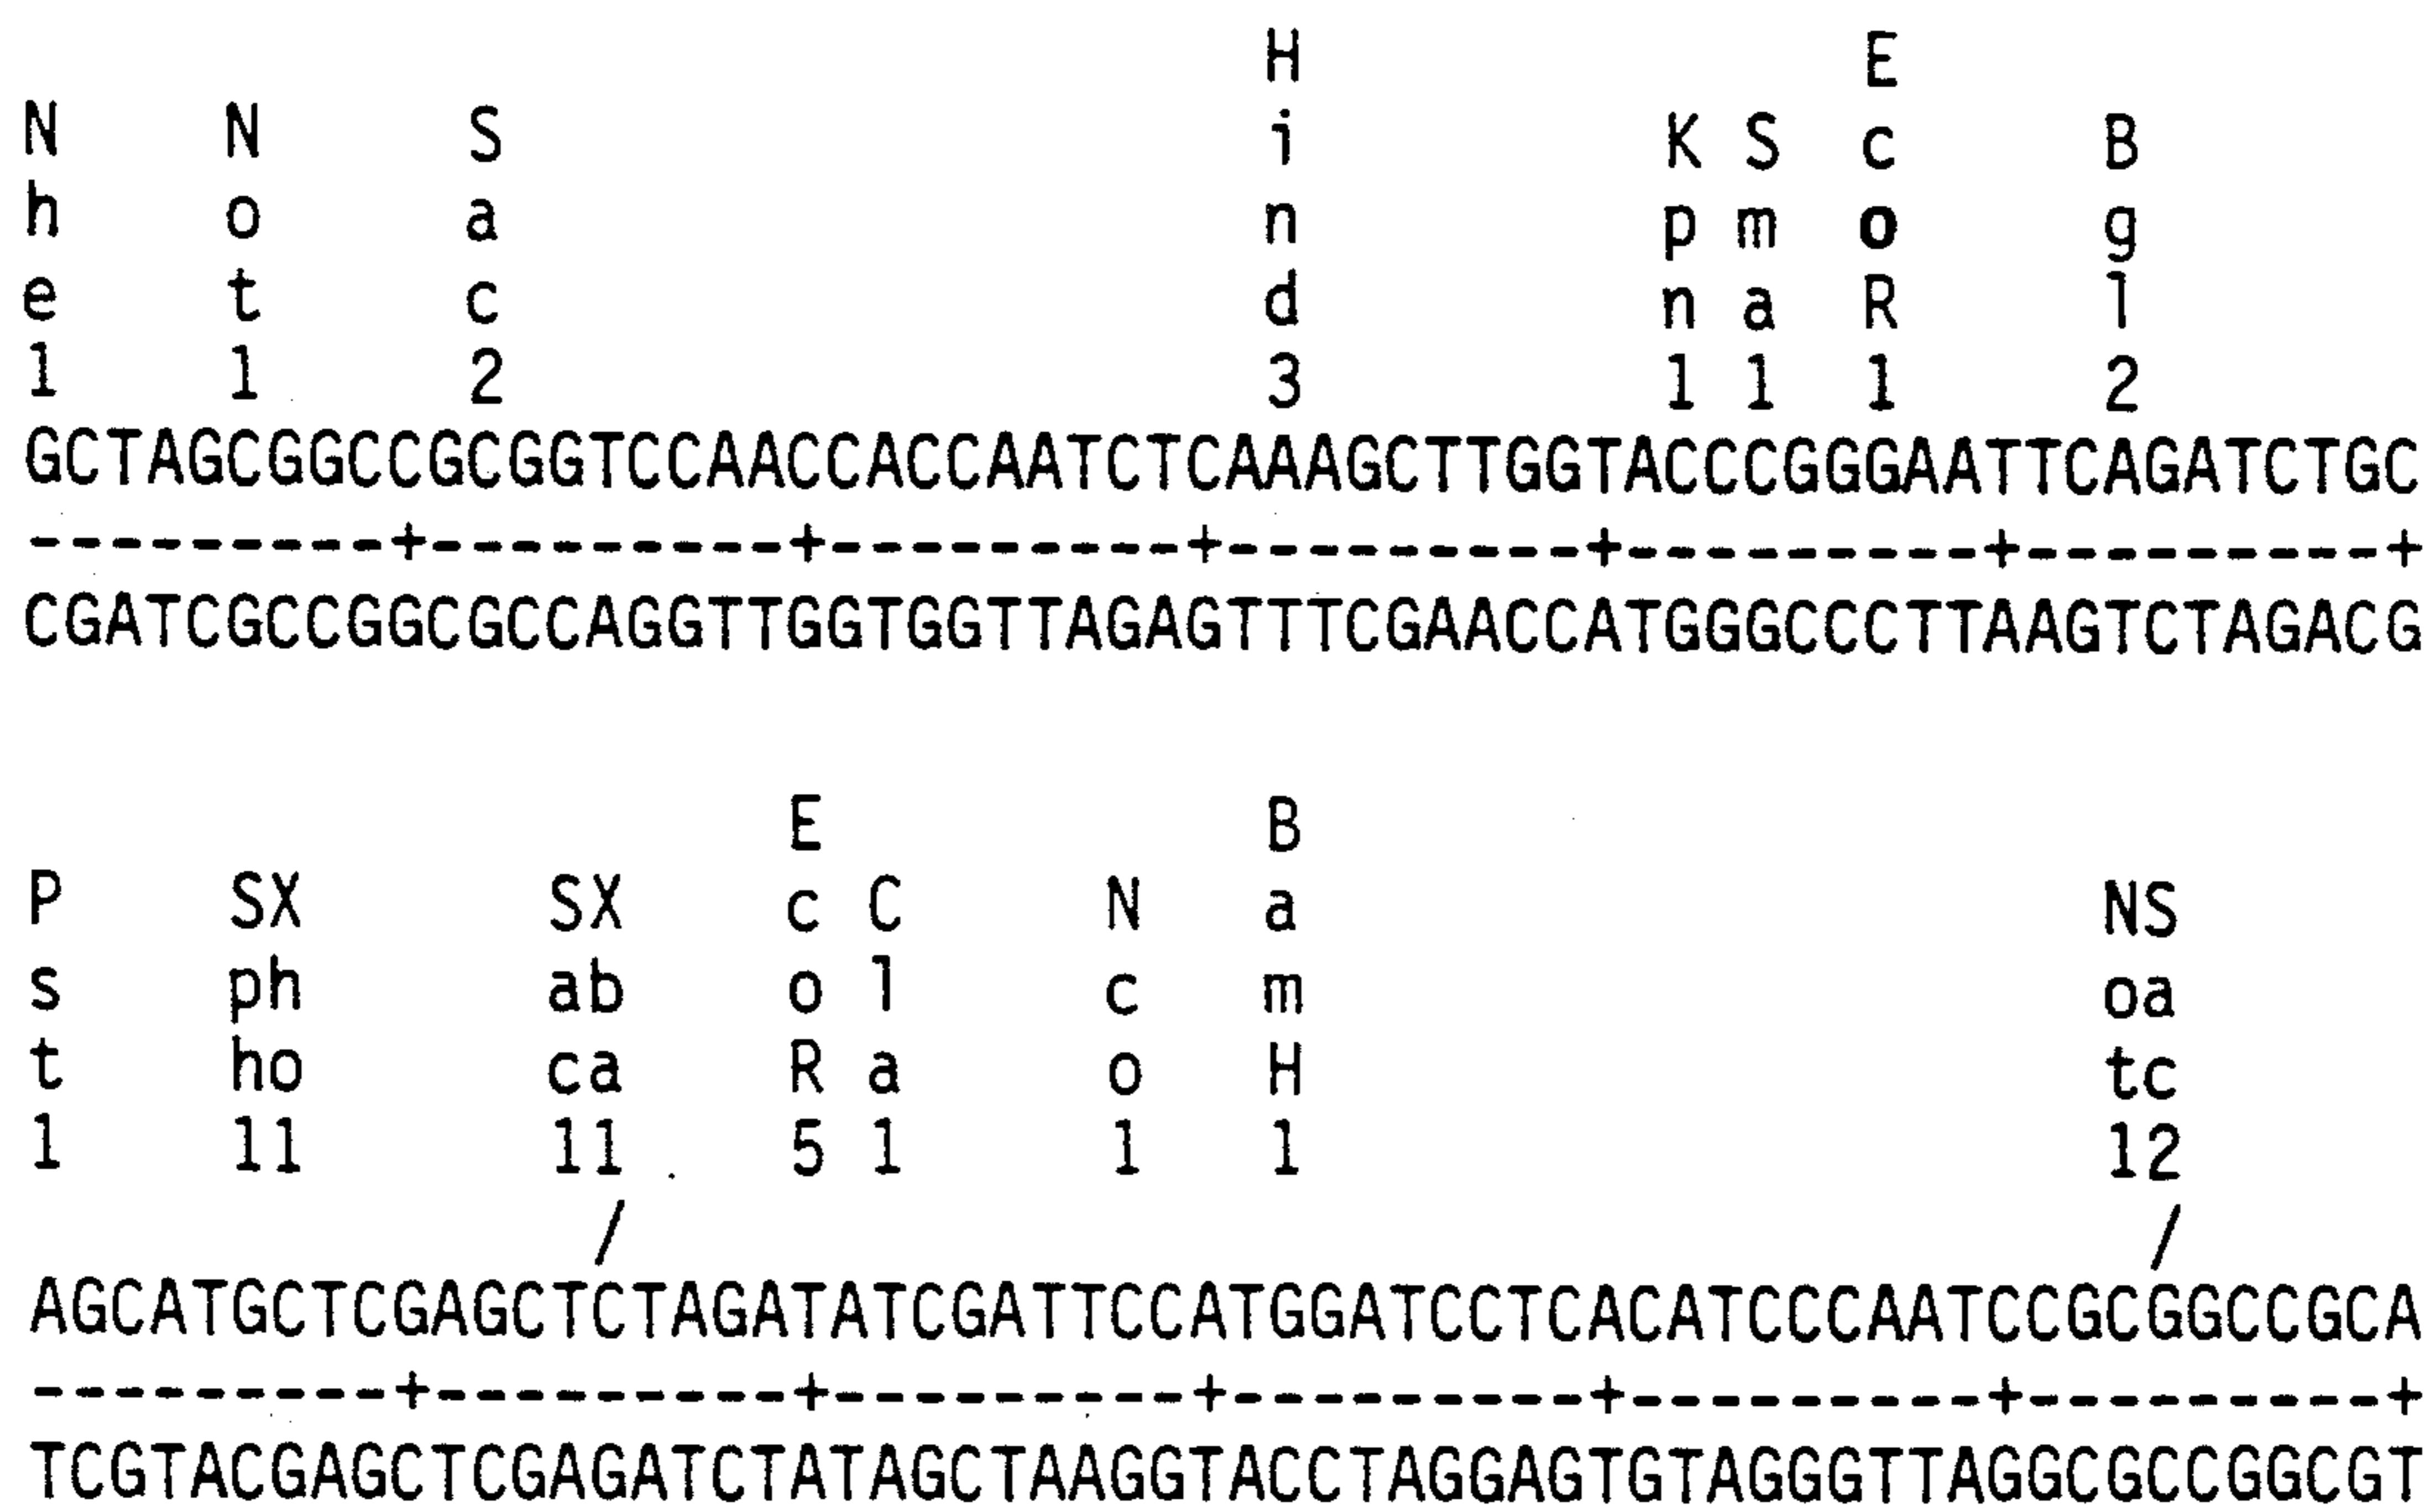 H E
N N S i K S c B
h o a n p m o g
e t c d n a R l
1 1 2 3 1 1 1 2
GCTAGCGGCCGCGGTCCAACCACCAATCTCAAAGCTTGGTACCCGGGAATTCAGATCTGC
---------+---------+---------+---------+---------+---------+
CGATCGCCGGCGCCAGGTTGGTGGTTAGAGTTTCGAACCATGGGCCCTTAAGTCTAGACG
E B
P SX SX c C N a NS
s ph ab o l c m oa
t ho ca R a o H tc
1 11 11 5 1 1 1 12
/ /
AGCATGCTCGAGCTCTAGATATCGATTCCATGGATCCTCACATCCCAATCCGCGGCCGCA
---------+---------+---------+---------+---------+---------+
TCGTACGAGCTCGAGATCTATAGCTAAGGTACCTAGGAGTGTAGGGTTAGGCGCCGGCGT